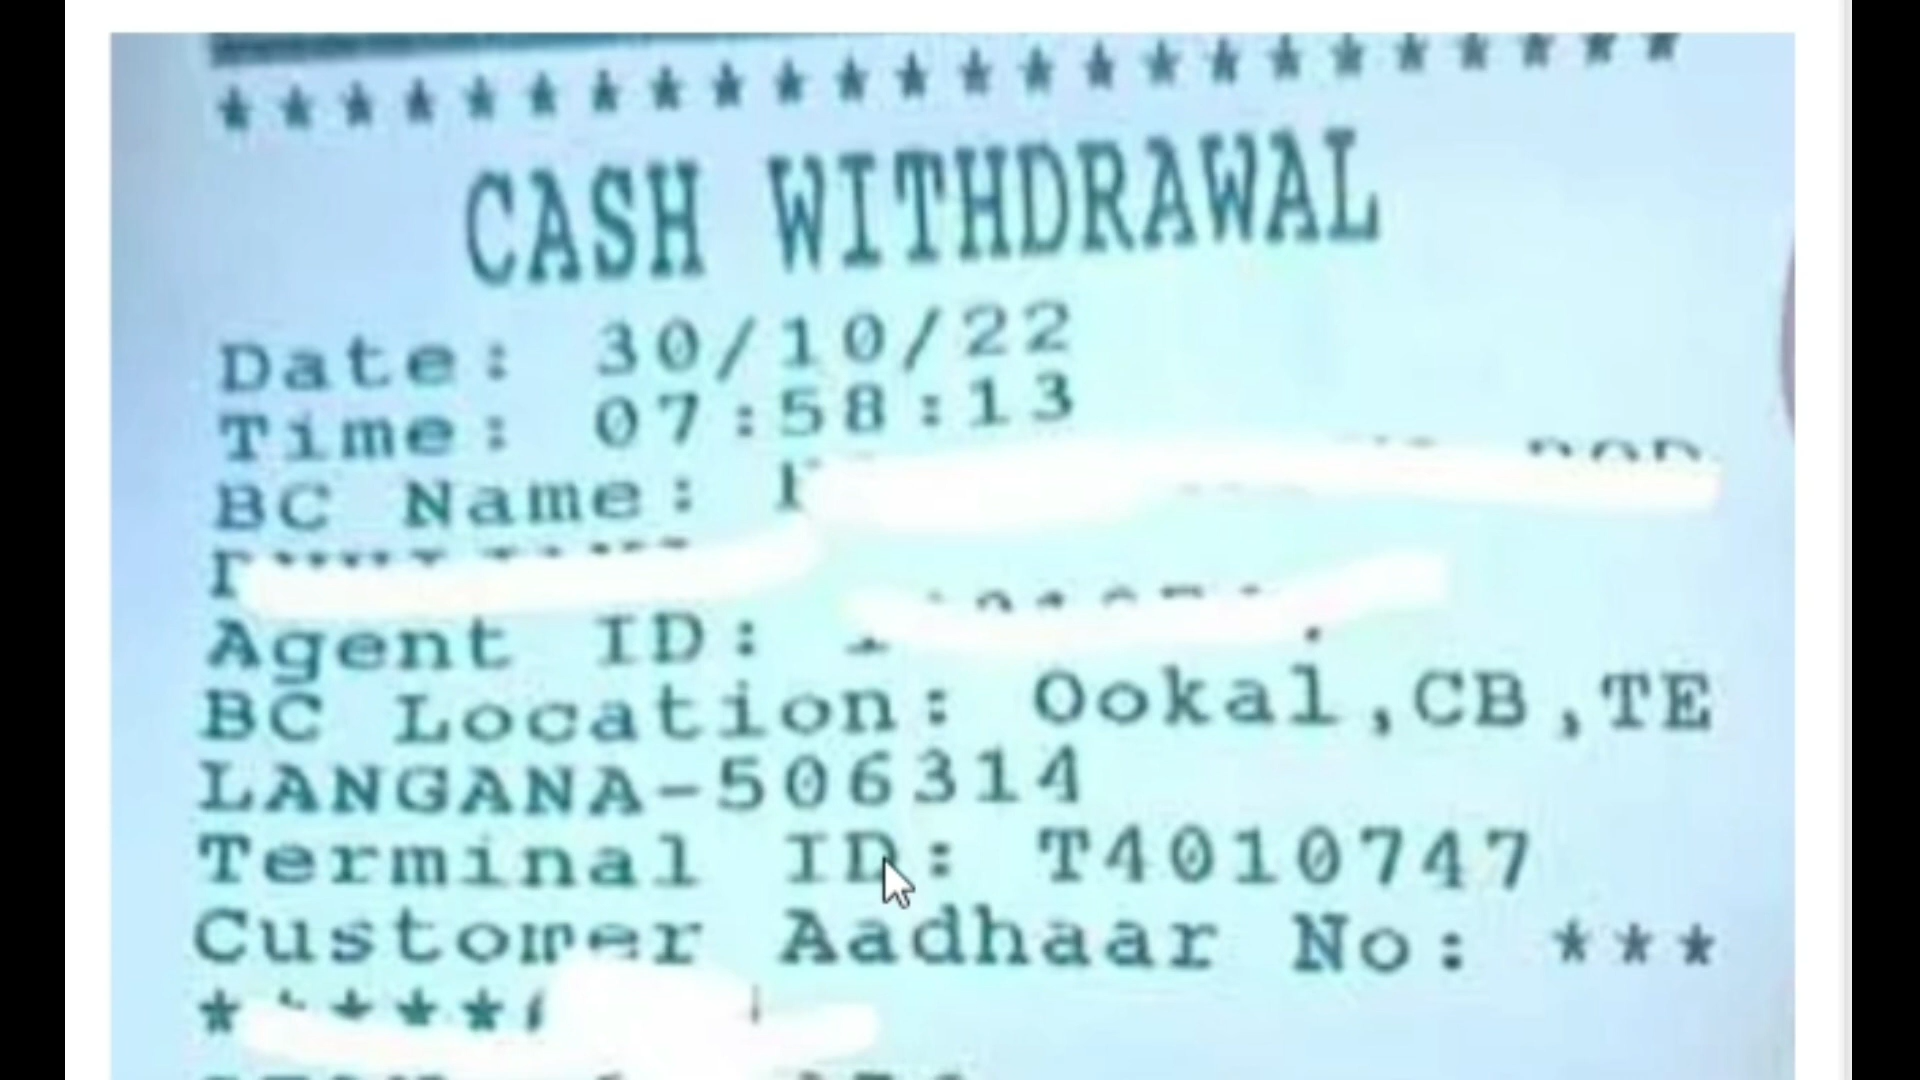 ********************
CASH WITHDRAWAL
Date: 30/10/22
Time: 07:58:13
BC Name:
Agent ID:
BC Location: Ookal,CB,TE
LANGANA-506314
Terminal ID: T4010747
Customer Aadhaar No: ***
*****